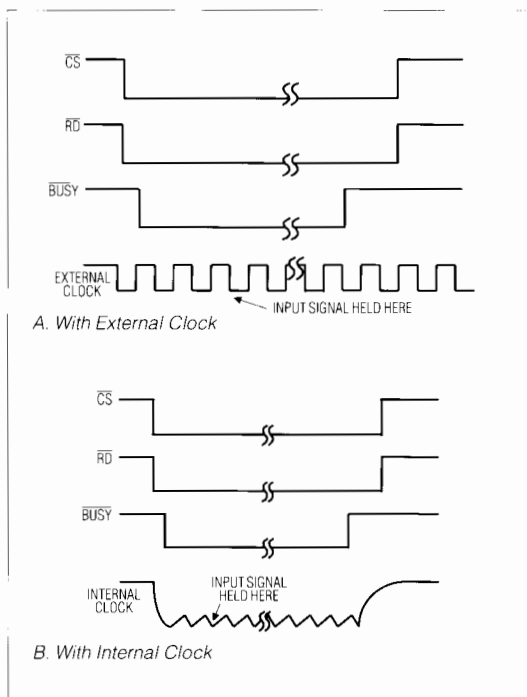 CS
RD
BUSY
EXTERNAL
CLOCK
INPUT SIGNAL HELD HERE
A. With External Clock
CS
RD
BUSY
INTERNAL
CLOCK
INPUT SIGNAL
HELD HERE
B. With Internal Clock